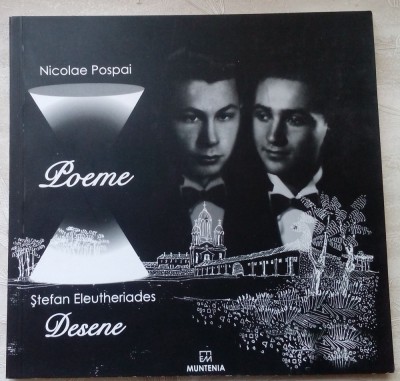 Nicolae Pospai
Poeme
Ştefan Eleutheriades
Desene
MUNTENIA